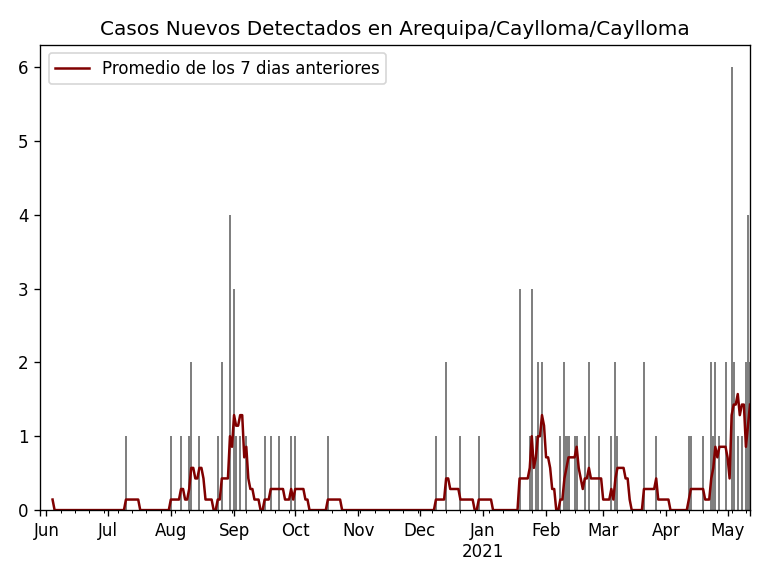 Casos Nuevos Detectados en Arequipa/Caylloma/Caylloma
Promedio de los 7 dias anteriores
6
5
4
3
2
1
0
Jun Jul Aug Sep Oct Nov Dec Jan Feb Mar Apr May
2021